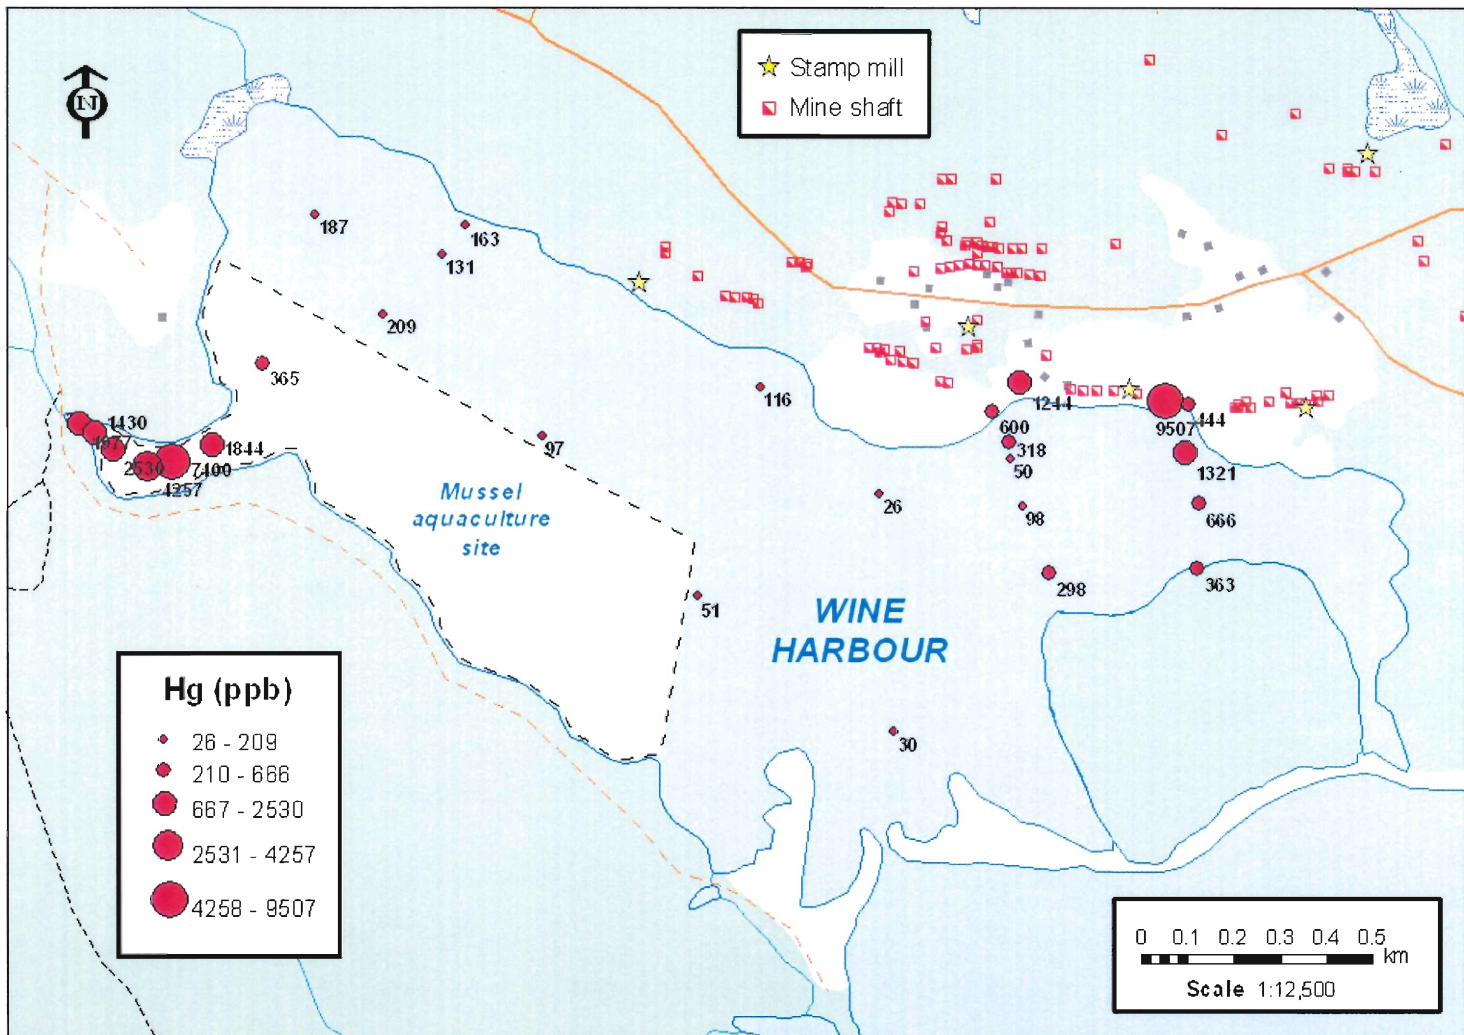 N
Stamp mill
Mine shaft
187
163
131
209
365
116
1430
1977
2530
4257
7400
1844
97
Mussel
aquaculture
site
1244
600
318
50
26
98
298
9507
444
1321
666
363
51
WINE
HARBOUR
30
Hg (ppb)
26 - 209
210 - 666
667 - 2530
2531 - 4257
4258 - 9507
0 0.1 0.2 0.3 0.4 0.5
km
Scale 1:12,500